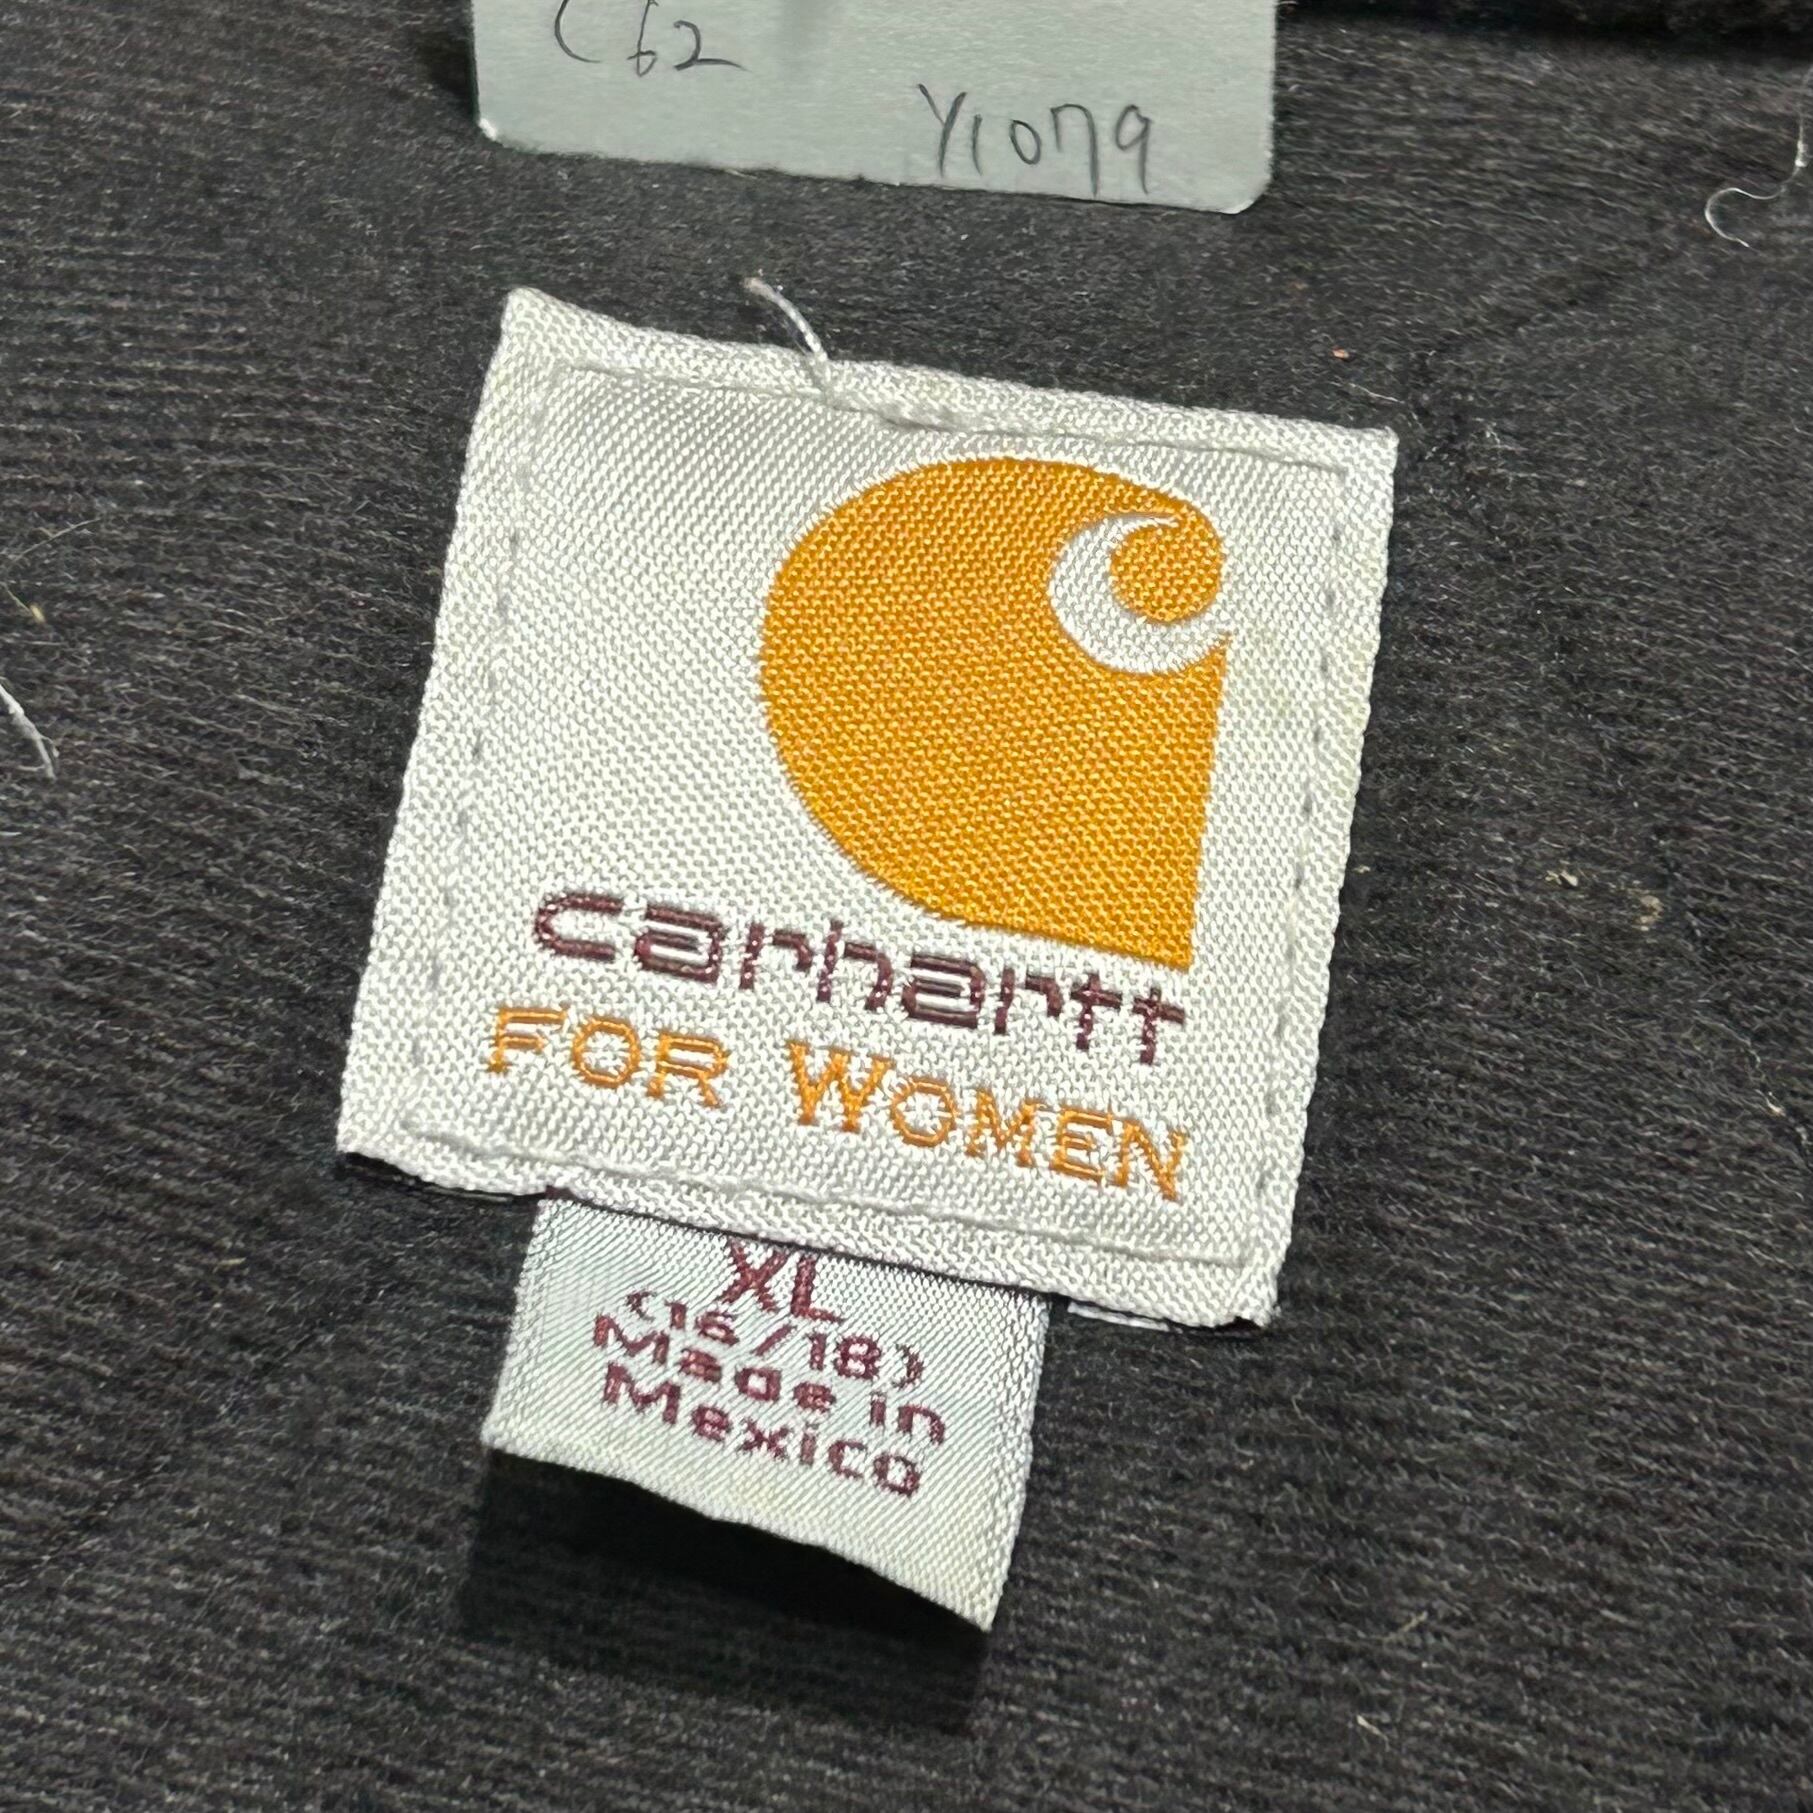 C62
Y1079
carhartt
FOR WOMEN
XL
(16/18)
Made in
Mexico